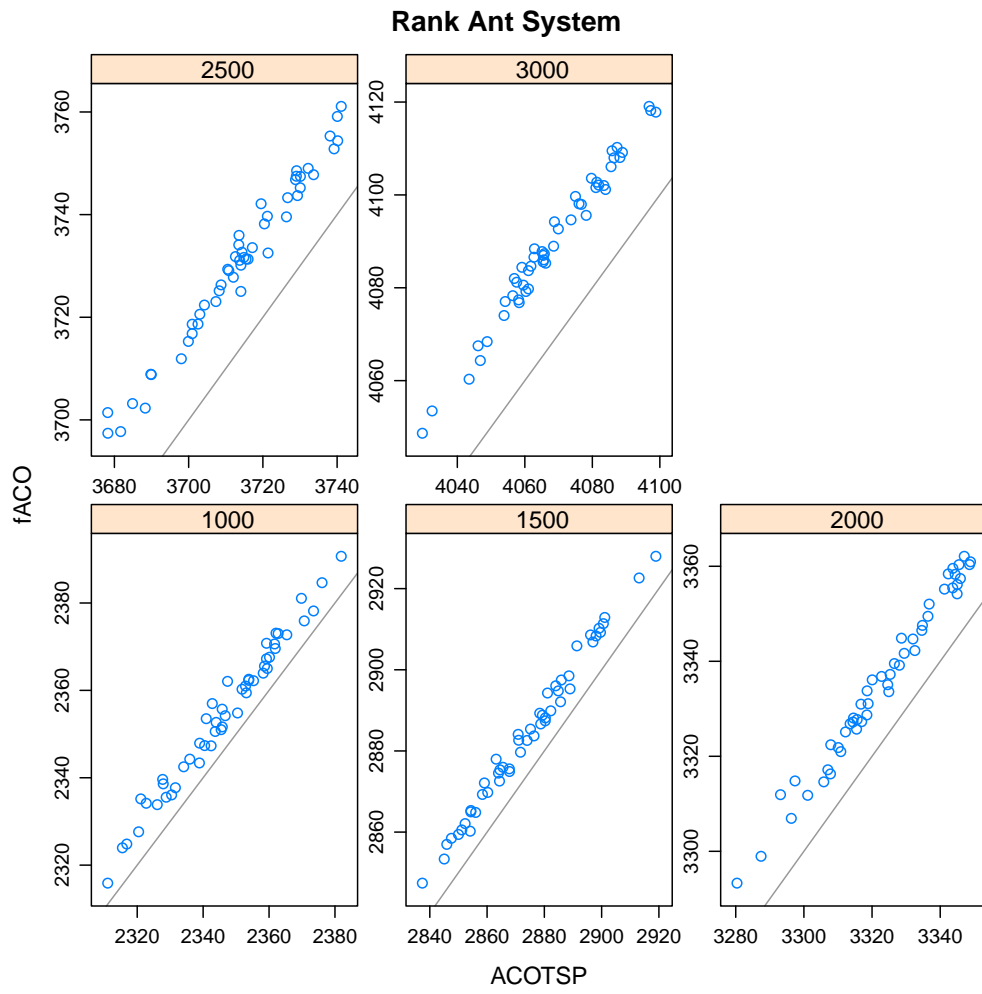 Rank Ant System
2500
3000
3700 3720 3740 3760
3680 3700 3720 3740
4060 4080 4100 4120
4040 4060 4080 4100
fACO
1000
1500
2000
2320 2340 2360 2380
2320 2340 2360 2380
2860 2880 2900 2920
2840 2860 2880 2900 2920
3300 3320 3340 3360
3280 3300 3320 3340
ACOTSP